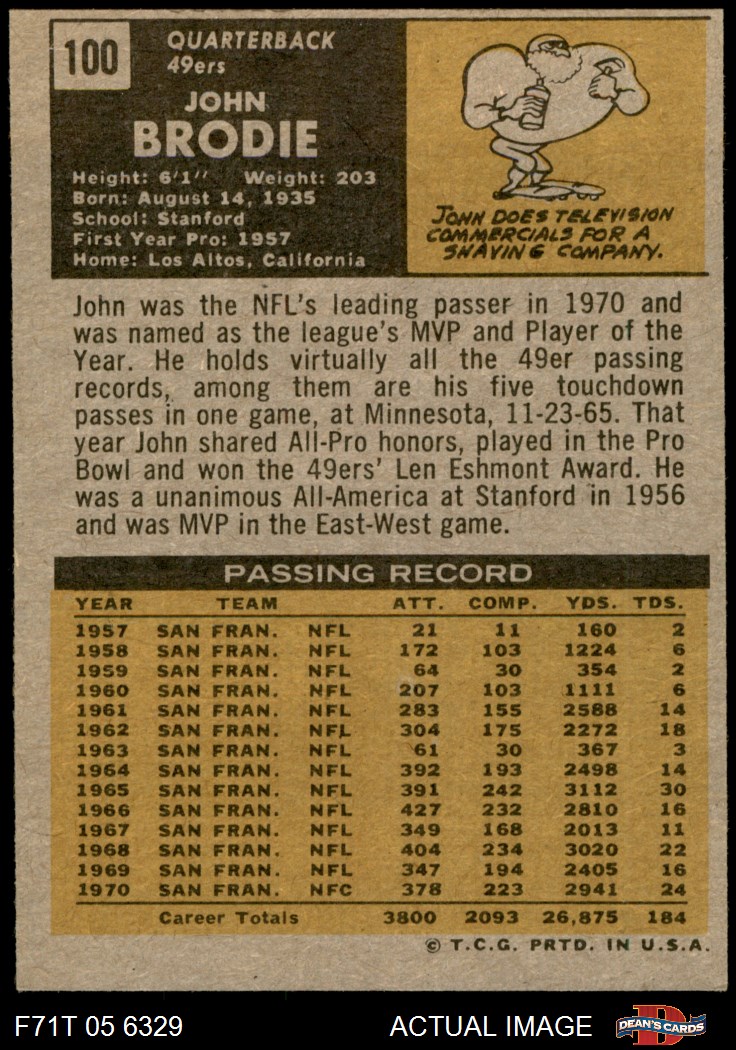 100
QUARTERBACK
49ers
JOHN
BRODIE
Height: 6'1'' Weight: 203
Born: August 14, 1935
School: Stanford
First Year Pro: 1957
Home: Los Altos, California
JOHN DOES TELEVISION
COMMERCIALS FOR A
SHAVING COMPANY.
John was the NFL's leading passer in 1970 and
was named as the league's MVP and Player of the
Year. He holds virtually all the 49er passing
records, among them are his five touchdown
passes in one game, at Minnesota, 11-23-65. That
year John shared All-Pro honors, played in the Pro
Bowl and won the 49ers' Len Eshmont Award. He
was a unanimous All-America at Stanford in 1956
and was MVP in the East-West game.
PASSING RECORD
YEAR TEAM ATT. COMP. YDS. TDS.
1957 SAN FRAN. NFL 21 11 160 2
1958 SAN FRAN. NFL 172 103 1224 6
1959 SAN FRAN. NFL 64 30 354 2
1960 SAN FRAN. NFL 207 103 1111 6
1961 SAN FRAN. NFL 283 155 2588 14
1962 SAN FRAN. NFL 304 175 2272 18
1963 SAN FRAN. NFL 61 30 367 3
1964 SAN FRAN. NFL 392 193 2498 14
1965 SAN FRAN. NFL 391 242 3112 30
1966 SAN FRAN. NFL 427 232 2810 16
1967 SAN FRAN. NFL 349 168 2013 11
1968 SAN FRAN. NFL 404 234 3020 22
1969 SAN FRAN. NFL 347 194 2405 16
1970 SAN FRAN. NFC 378 223 2941 24
Career Totals 3800 2093 26,875 184
© T.C.G. PRTD. IN U.S.A.
F71T 05 6329 ACTUAL IMAGE D DEAN'S CARDS